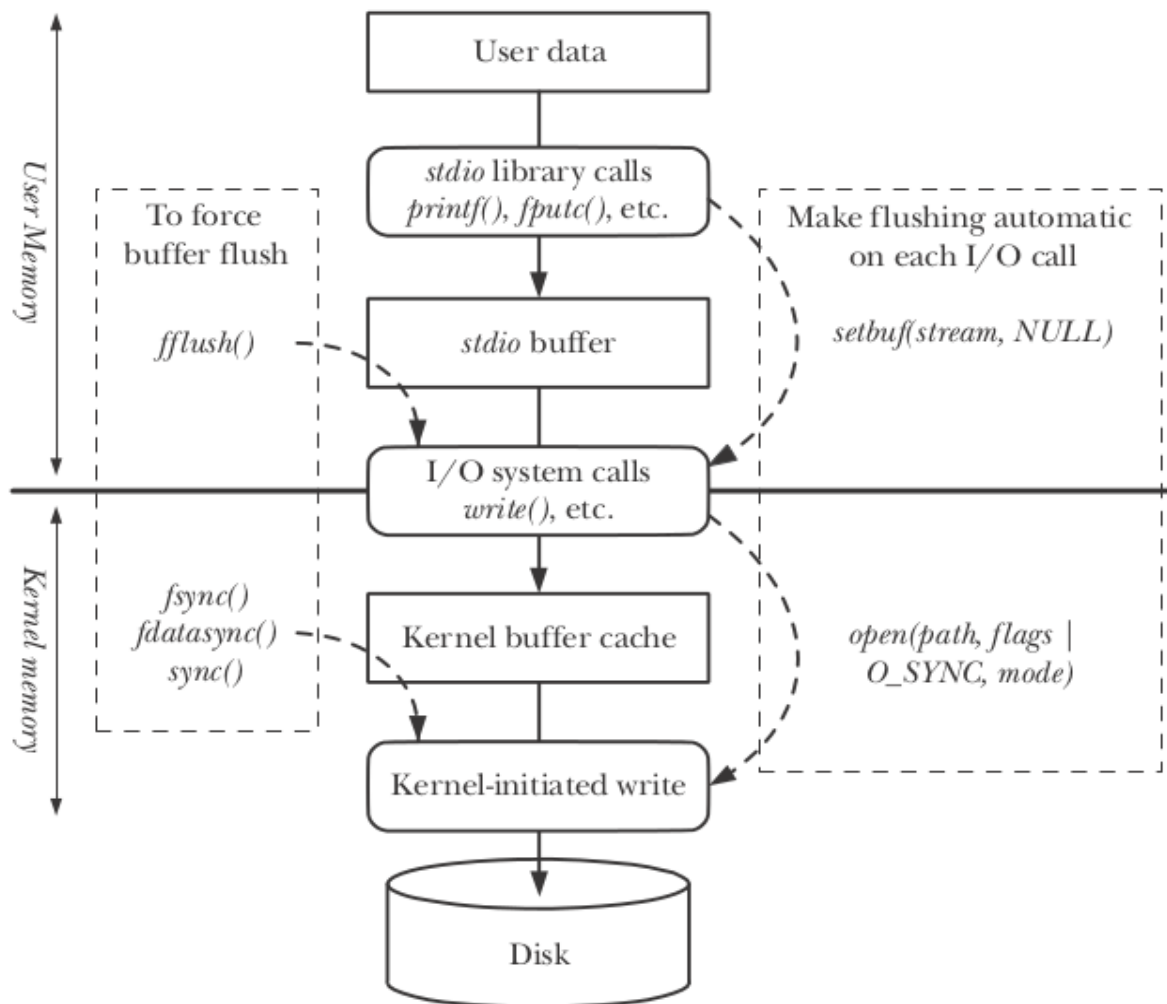 User data
stdio library calls
printf(), fputc(), etc.
To force
buffer flush
Make flushing automatic
on each I/O call
User Memory
fflush()
stdio buffer
setbuf(stream, NULL)
I/O system calls
write(), etc.
Kernel memory
fsync()
fdatasync()
sync()
Kernel buffer cache
open(path, flags |
O_SYNC, mode)
Kernel-initiated write
Disk